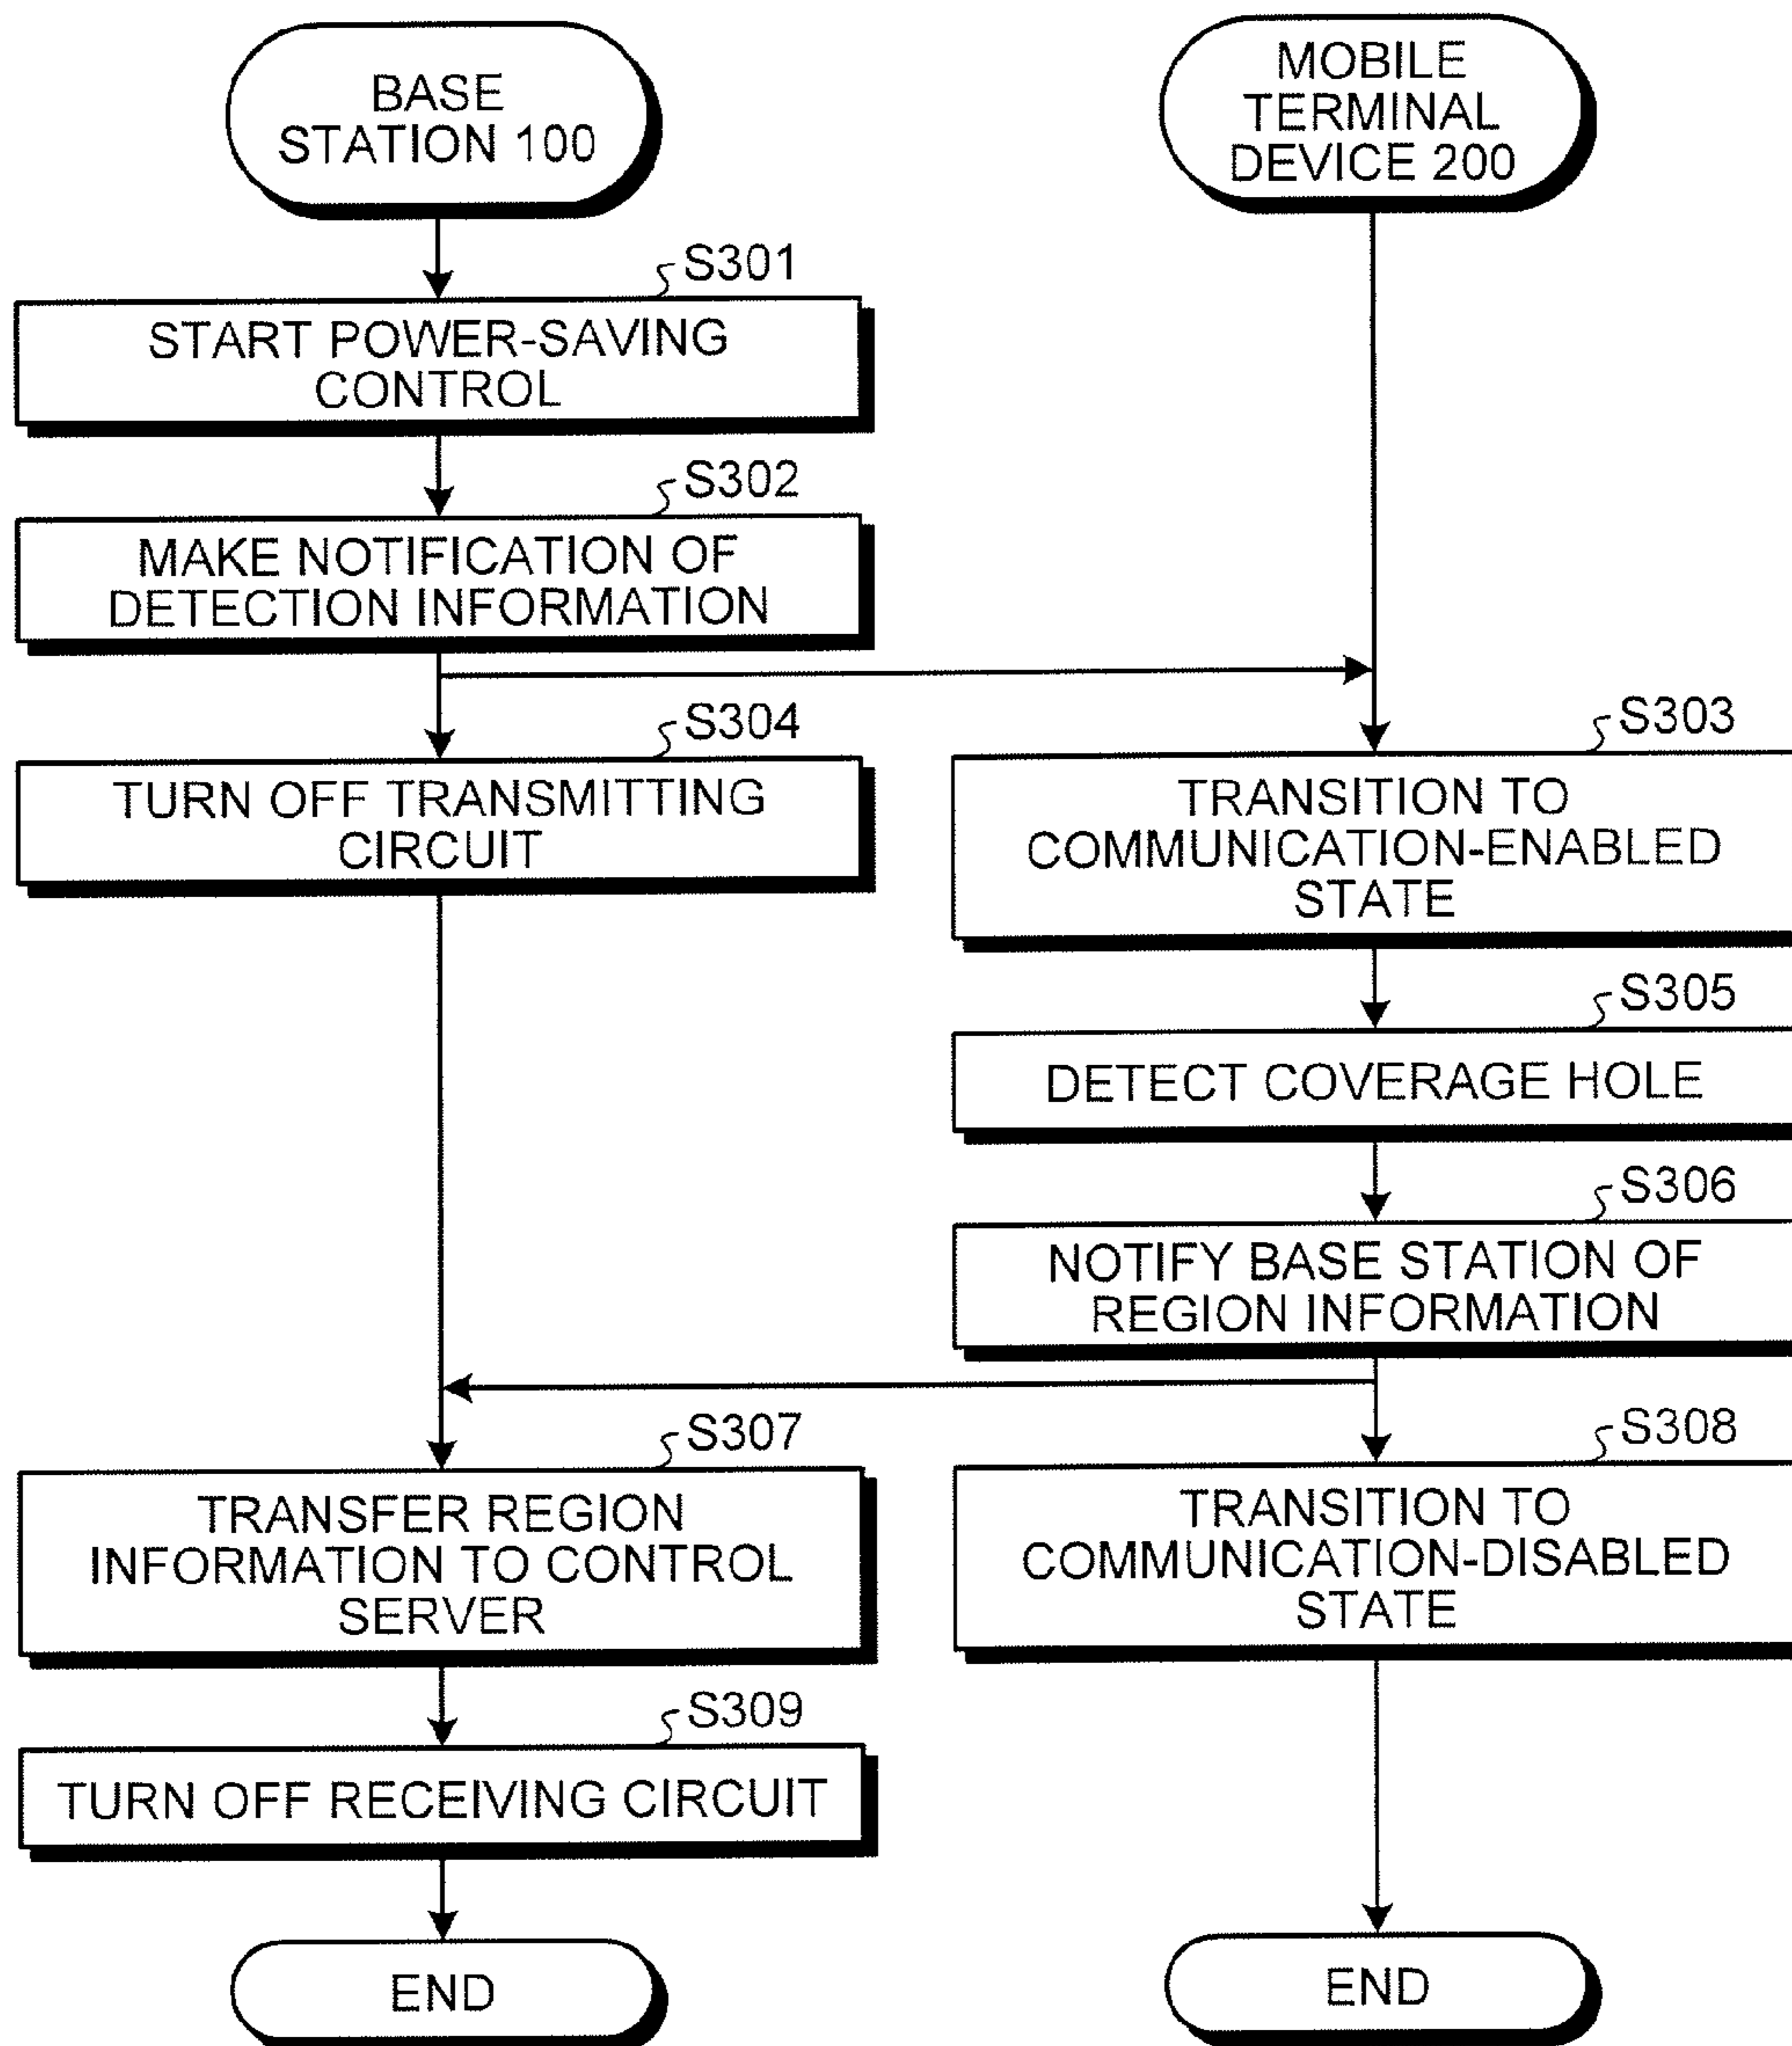 BASE
STATION 100
MOBILE
TERMINAL
DEVICE 200
S301
START POWER-SAVING
CONTROL
S302
MAKE NOTIFICATION OF
DETECTION INFORMATION
S304
TURN OFF TRANSMITTING
CIRCUIT
S303
TRANSITION TO
COMMUNICATION-ENABLED
STATE
S305
DETECT COVERAGE HOLE
S306
NOTIFY BASE STATION OF
REGION INFORMATION
S307
TRANSFER REGION
INFORMATION TO CONTROL
SERVER
S308
TRANSITION TO
COMMUNICATION-DISABLED
STATE
S309
TURN OFF RECEIVING CIRCUIT
END
END